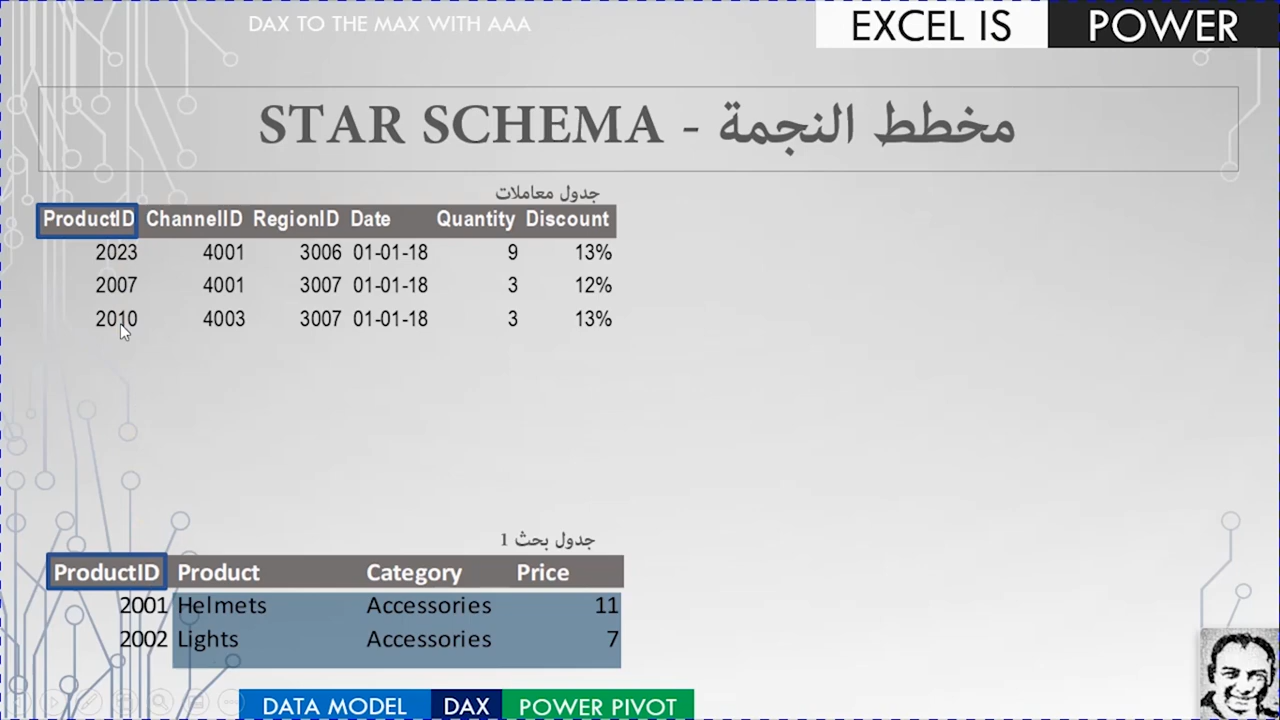 DAX TO THE MAX WITH AAA
EXCEL IS POWER
STAR SCHEMA - مخطط النجمة
جدول معاملات
ProductID ChannelID RegionID Date Quantity Discount
2023 4001 3006 01-01-18 9 13%
2007 4001 3007 01-01-18 3 12%
2010 4003 3007 01-01-18 3 13%
جدول بحث 1
ProductID Product Category Price
2001 Helmets Accessories 11
2002 Lights Accessories 7
DATA MODEL DAX POWER PIVOT